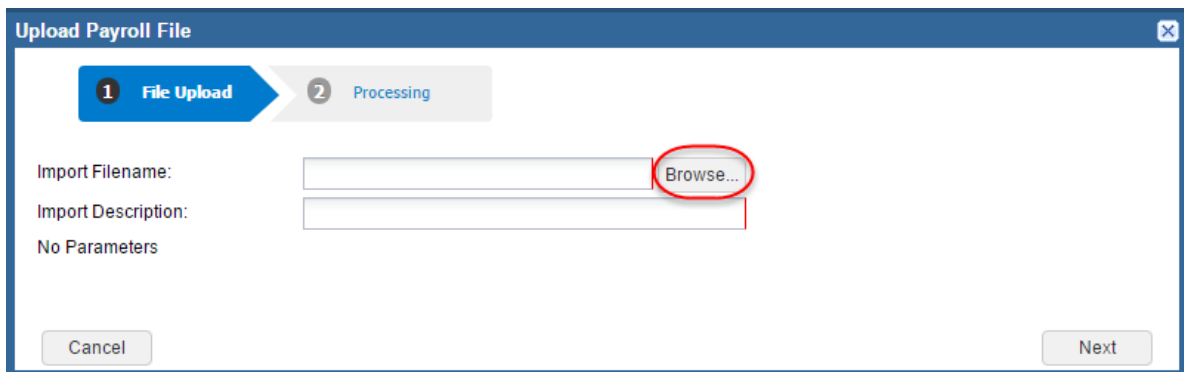 Upload Payroll File
1 File Upload 2 Processing
Import Filename: Browse...
Import Description:
No Parameters
Cancel Next